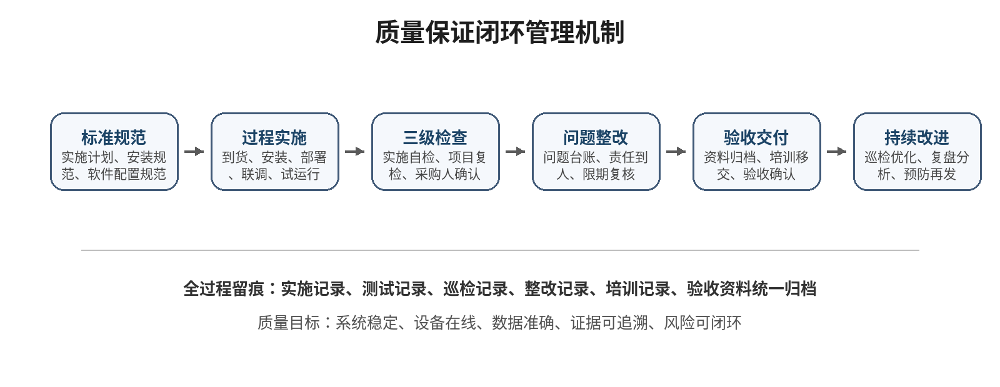 质量保证闭环管理机制
标准规范
实施计划、安装规
范、软件配置规范
过程实施
到货、安装、部署
、联调、试运行
三级检查
实施自检、项目复
检、采购人确认
问题整改
问题台账、责任到
人、限期复核
验收交付
资料归档、培训移
交、验收确认
持续改进
巡检优化、复盘分
析、预防再发
全过程留痕：实施记录、测试记录、巡检记录、整改记录、培训记录、验收资料统一归档
质量目标：系统稳定、设备在线、数据准确、证据可追溯、风险可闭环